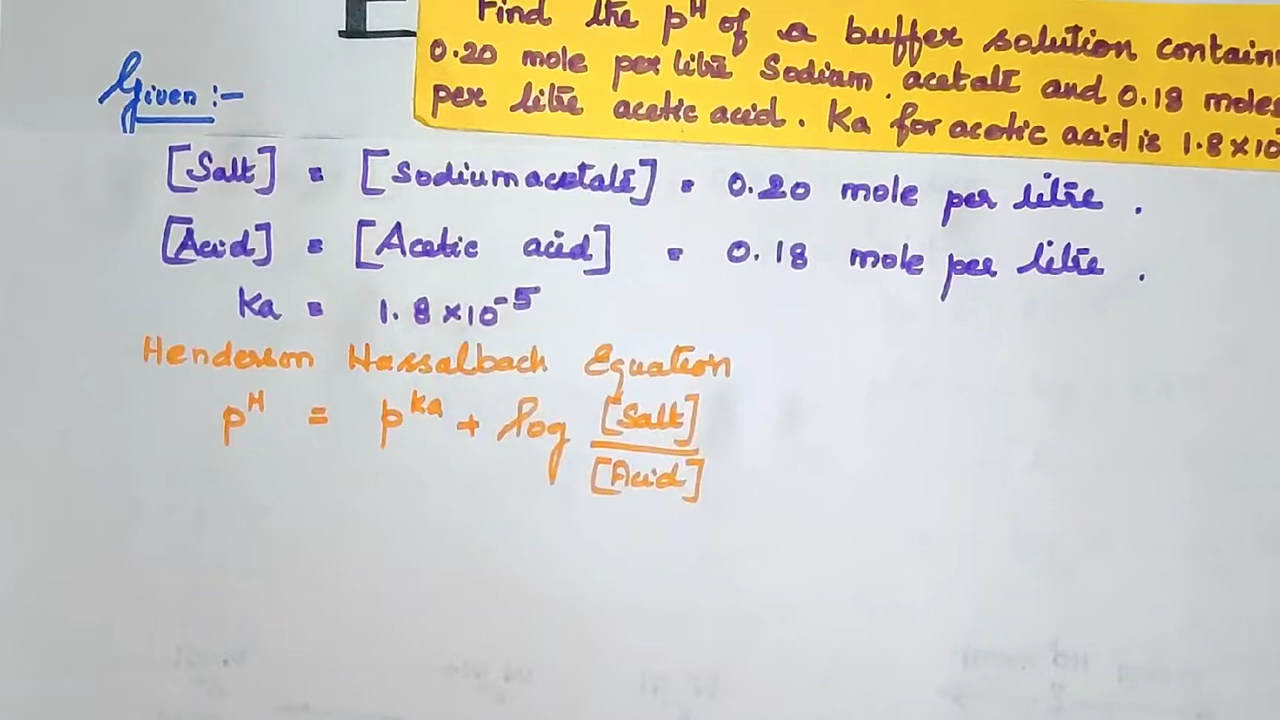 E
Find the pH of a buffer solution contain
0.20 mole per litre Sodium acetate and 0.18 moles
per litre acetic acid. Ka for acetic acid is 1.8×10
Given :-
[Salt] = [Sodium acetate] = 0.20 mole per litre.
[Acid] = [Acetic acid] = 0.18 mole per litre.
Ka = 1.8×10⁻⁵
Henderson Hassalbach Equation
pH = pKa + log [Salt]
[Acid]